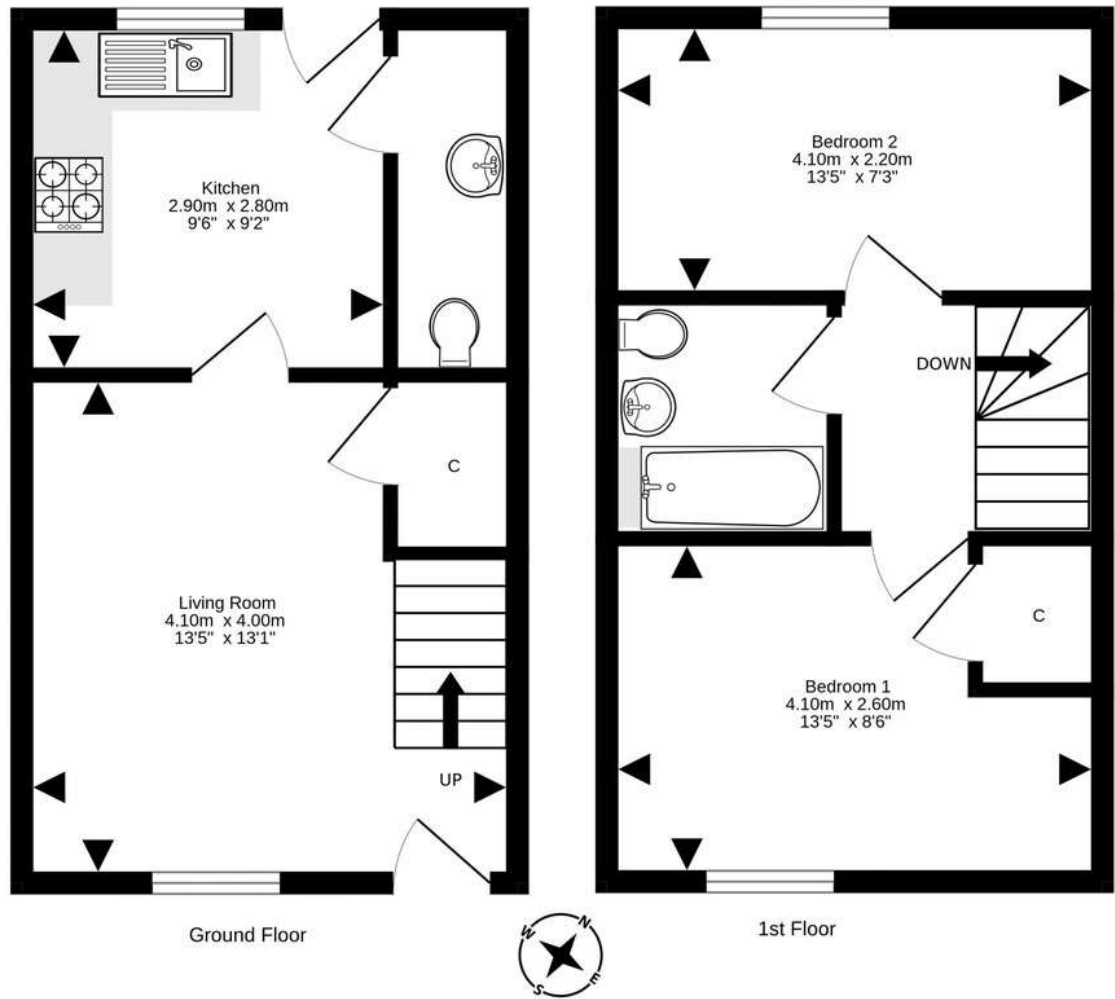 Kitchen
2.90m x 2.80m
9'6" x 9'2"
C
Living Room
4.10m x 4.00m
13'5" x 13'1"
UP
Ground Floor
Bedroom 2
4.10m x 2.20m
13'5" x 7'3"
DOWN
C
Bedroom 1
4.10m x 2.60m
13'5" x 8'6"
1st Floor
N
W
E
S